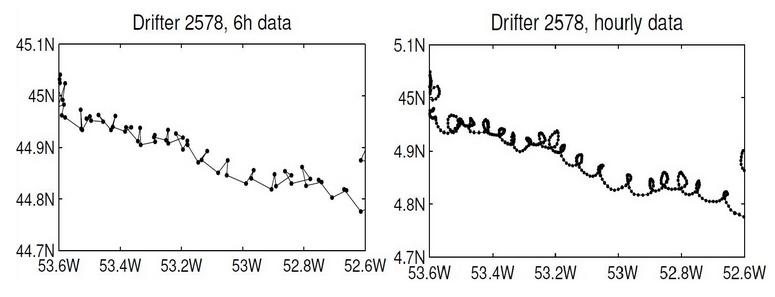 Drifter 2578, 6h data
45.1N
45N
44.9N
44.8N
44.7N
53.6W 53.4W 53.2W 53W 52.8W 52.6W
Drifter 2578, hourly data
5.1N
45N
4.9N
4.8N
4.7N
53.6W 53.4W 53.2W 53W 52.8W 52.6W